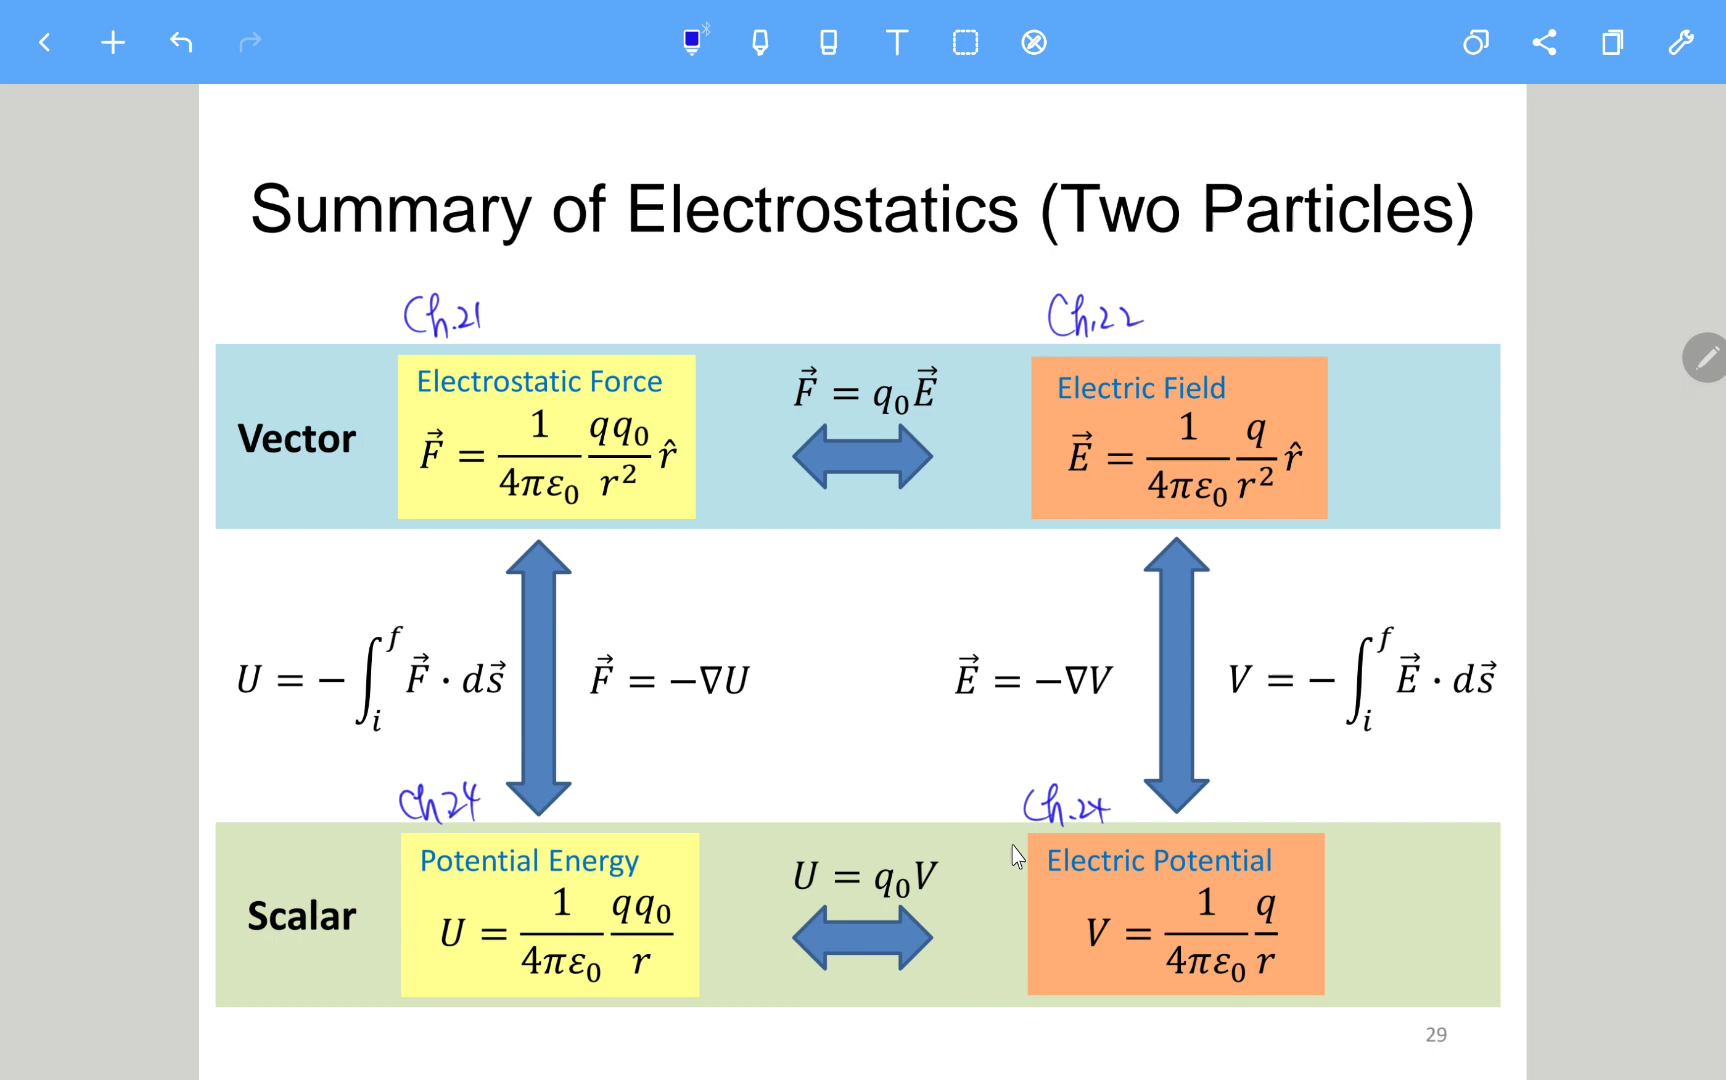 Summary of Electrostatics (Two Particles)
Ch.21
Ch.22
Vector
Electrostatic Force
F⃗ = 1/(4πε₀) qq₀/r² r̂
F⃗ = q₀E⃗
Electric Field
E⃗ = 1/(4πε₀) q/r² r̂
U = −∫ᵢᶠ F⃗ · ds⃗
F⃗ = −∇U
E⃗ = −∇V
V = −∫ᵢᶠ E⃗ · ds⃗
Ch24
Ch.24
Scalar
Potential Energy
U = 1/(4πε₀) qq₀/r
U = q₀V
Electric Potential
V = 1/(4πε₀) q/r
29